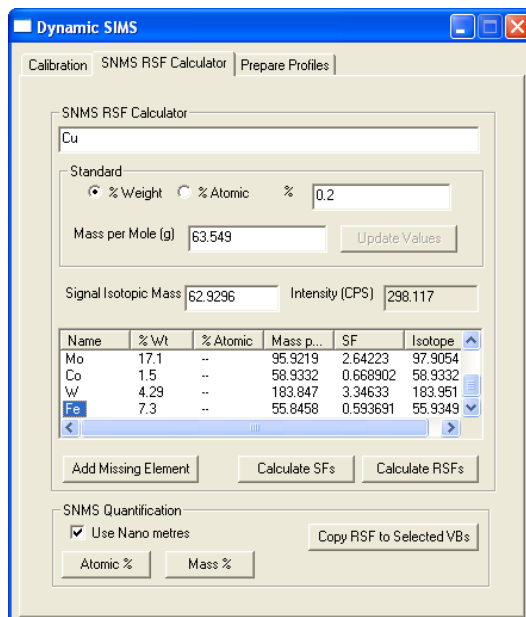 Dynamic SIMS
Calibration SNMS RSF Calculator Prepare Profiles
SNMS RSF Calculator
Cu
Standard
% Weight % Atomic % 0.2
Mass per Mole (g) 63.549 Update Values
Signal Isotopic Mass 62.9296 Intensity (CPS) 298.117
Name % Wt % Atomic Mass p... SF Isotope
Mo 17.1 -- 95.9219 2.64223 97.9054
Co 1.5 -- 58.9332 0.668902 58.9332
W 4.29 -- 183.847 3.34633 183.951
Fe 7.3 -- 55.8458 0.593691 55.9349
Add Missing Element Calculate SFs Calculate RSFs
SNMS Quantification
Use Nano metres Copy RSF to Selected VBs
Atomic % Mass %